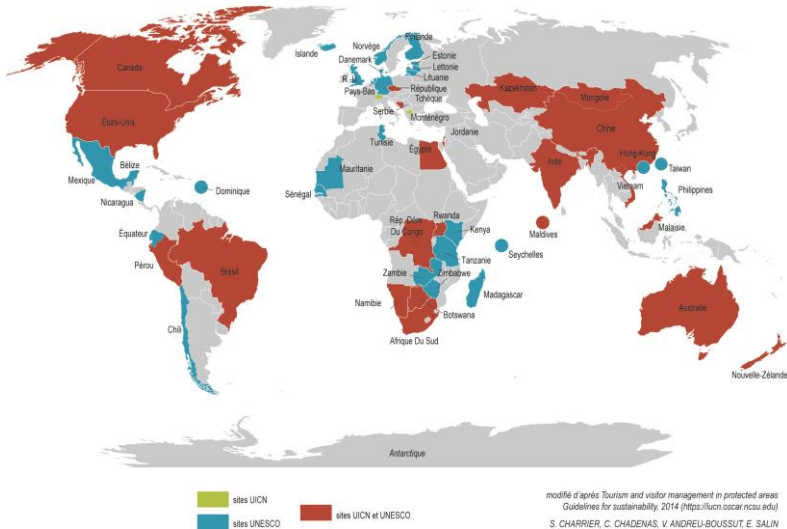 Finlande
Norvège
Islande
Estonie
Danemark
Lettonie
Lituanie
R. U.
Canada
République
Tchèque
Pays-Bas
Kazakhstan
Mongolie
Serbie
Monténégro
États-Unis
Tunisie
Jordanie
Chine
Égypte
Hong-Kong
Bélize
Mauritanie
Inde
Taiwan
Mexique
Dominique
Vietnam
Philippines
Sénégal
Nicaragua
Rwanda
Rép. Dém.
Du Congo
Kenya
Maldives
Malaisie
Équateur
Seychelles
Tanzanie
Brésil
Pérou
Zambie
Zimbabwe
Madagascar
Namibie
Australie
Botswana
Chili
Afrique Du Sud
Nouvelle-Zélande
Antarctique
sites UICN
sites UNESCO
sites UICN et UNESCO
modifié d'après Tourism and visitor management in protected areas
Guidelines for sustainability, 2014 (https://iucn.oscar.ncsu.edu)
S. CHARRIER, C. CHADENAS, V. ANDREU-BOUSSUT, E. SALIN